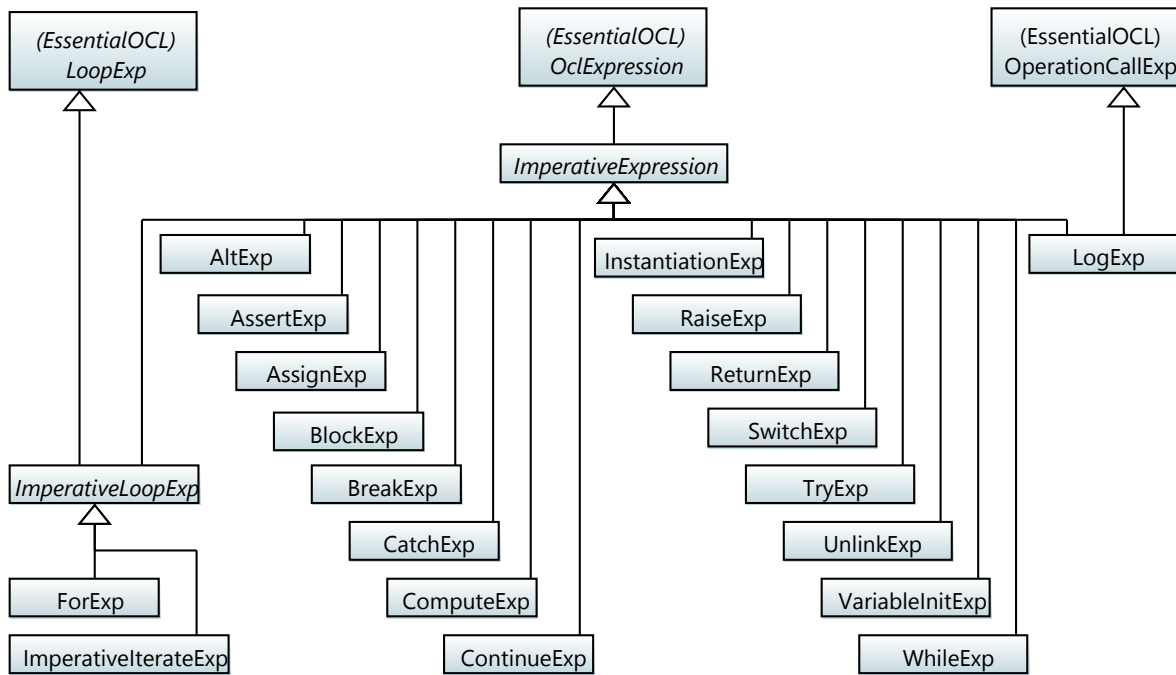 (EssentialOCL)
LoopExp
(EssentialOCL)
OclExpression
(EssentialOCL)
OperationCallExp
ImperativeExpression
AltExp
InstantiationExp
LogExp
AssertExp
RaiseExp
AssignExp
ReturnExp
BlockExp
SwitchExp
ImperativeLoopExp
BreakExp
TryExp
CatchExp
UnlinkExp
ForExp
ComputeExp
VariableInitExp
ImperativeIterateExp
ContinueExp
WhileExp